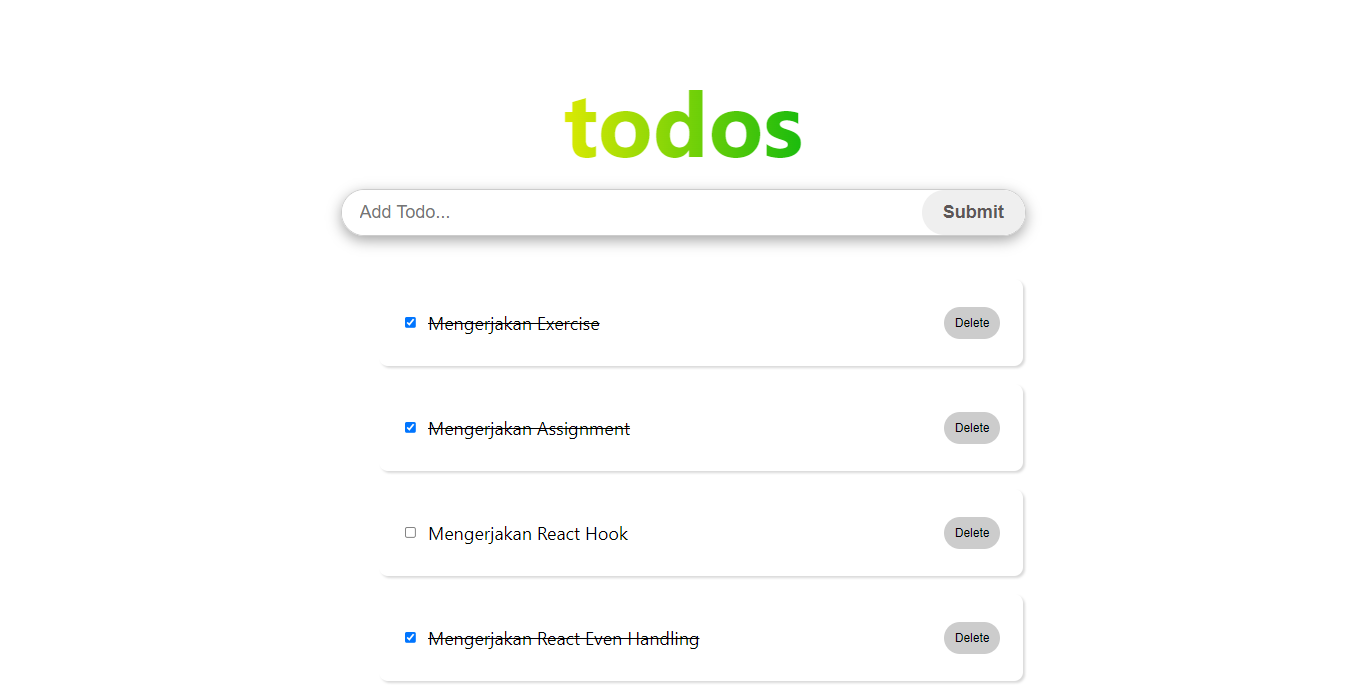 todos
Add Todo...
Submit
Mengerjakan Exercise
Delete
Mengerjakan Assignment
Delete
Mengerjakan React Hook
Delete
Mengerjakan React Even Handling
Delete